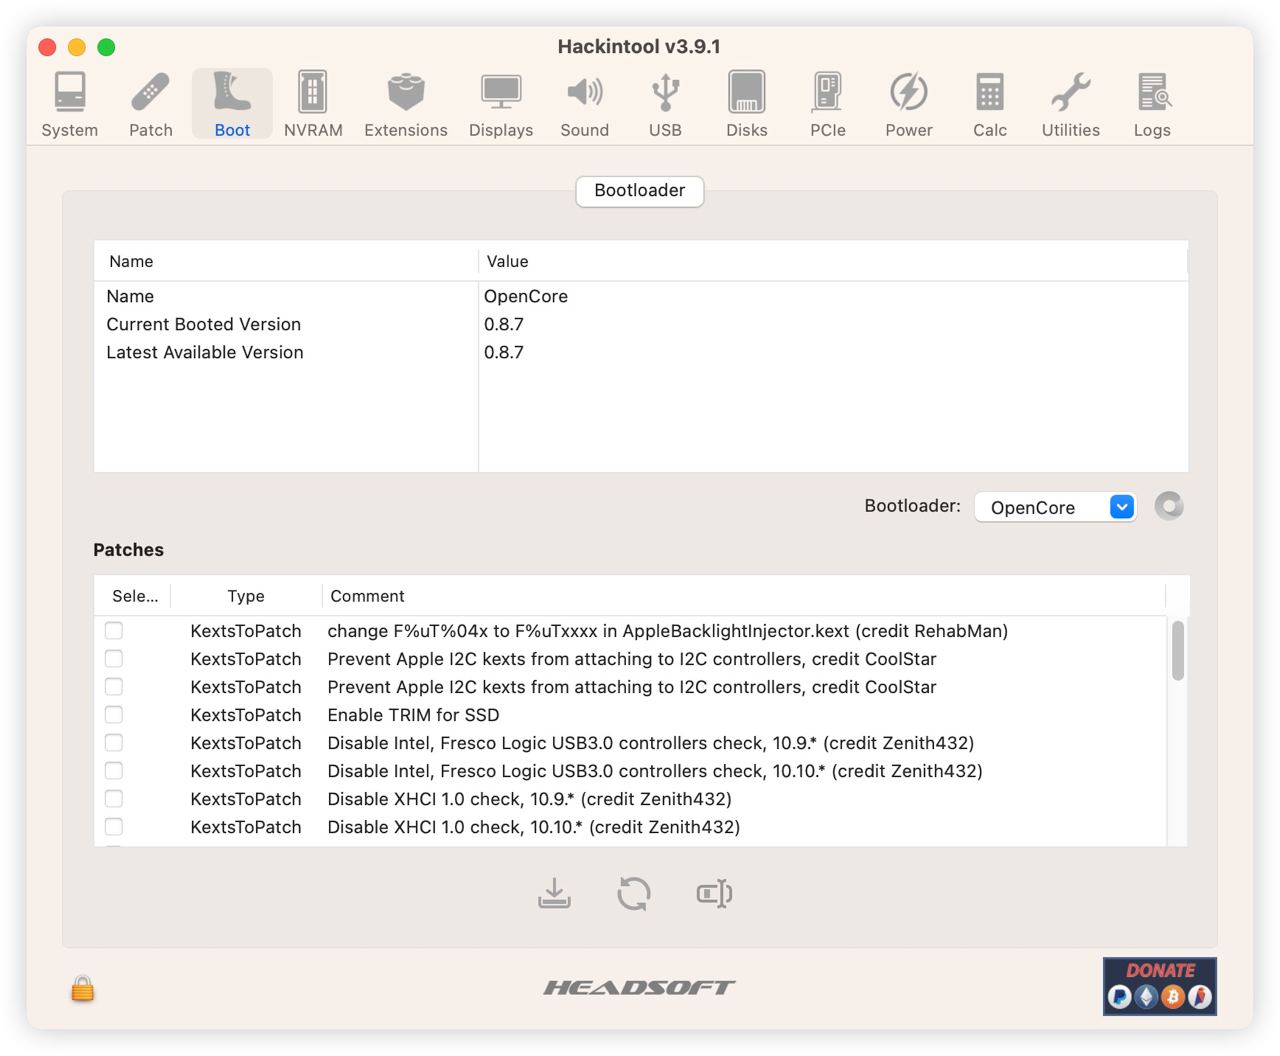 Hackintool v3.9.1
System Patch Boot NVRAM Extensions Displays Sound USB Disks PCIe Power Calc Utilities Logs
Bootloader
Name Value
Name OpenCore
Current Booted Version 0.8.7
Latest Available Version 0.8.7
Bootloader: OpenCore
Patches
Sele... Type Comment
KextsToPatch change F%uT%04x to F%uTxxxx in AppleBacklightInjector.kext (credit RehabMan)
KextsToPatch Prevent Apple I2C kexts from attaching to I2C controllers, credit CoolStar
KextsToPatch Prevent Apple I2C kexts from attaching to I2C controllers, credit CoolStar
KextsToPatch Enable TRIM for SSD
KextsToPatch Disable Intel, Fresco Logic USB3.0 controllers check, 10.9.* (credit Zenith432)
KextsToPatch Disable Intel, Fresco Logic USB3.0 controllers check, 10.10.* (credit Zenith432)
KextsToPatch Disable XHCI 1.0 check, 10.9.* (credit Zenith432)
KextsToPatch Disable XHCI 1.0 check, 10.10.* (credit Zenith432)
HEADSOFT
DONATE